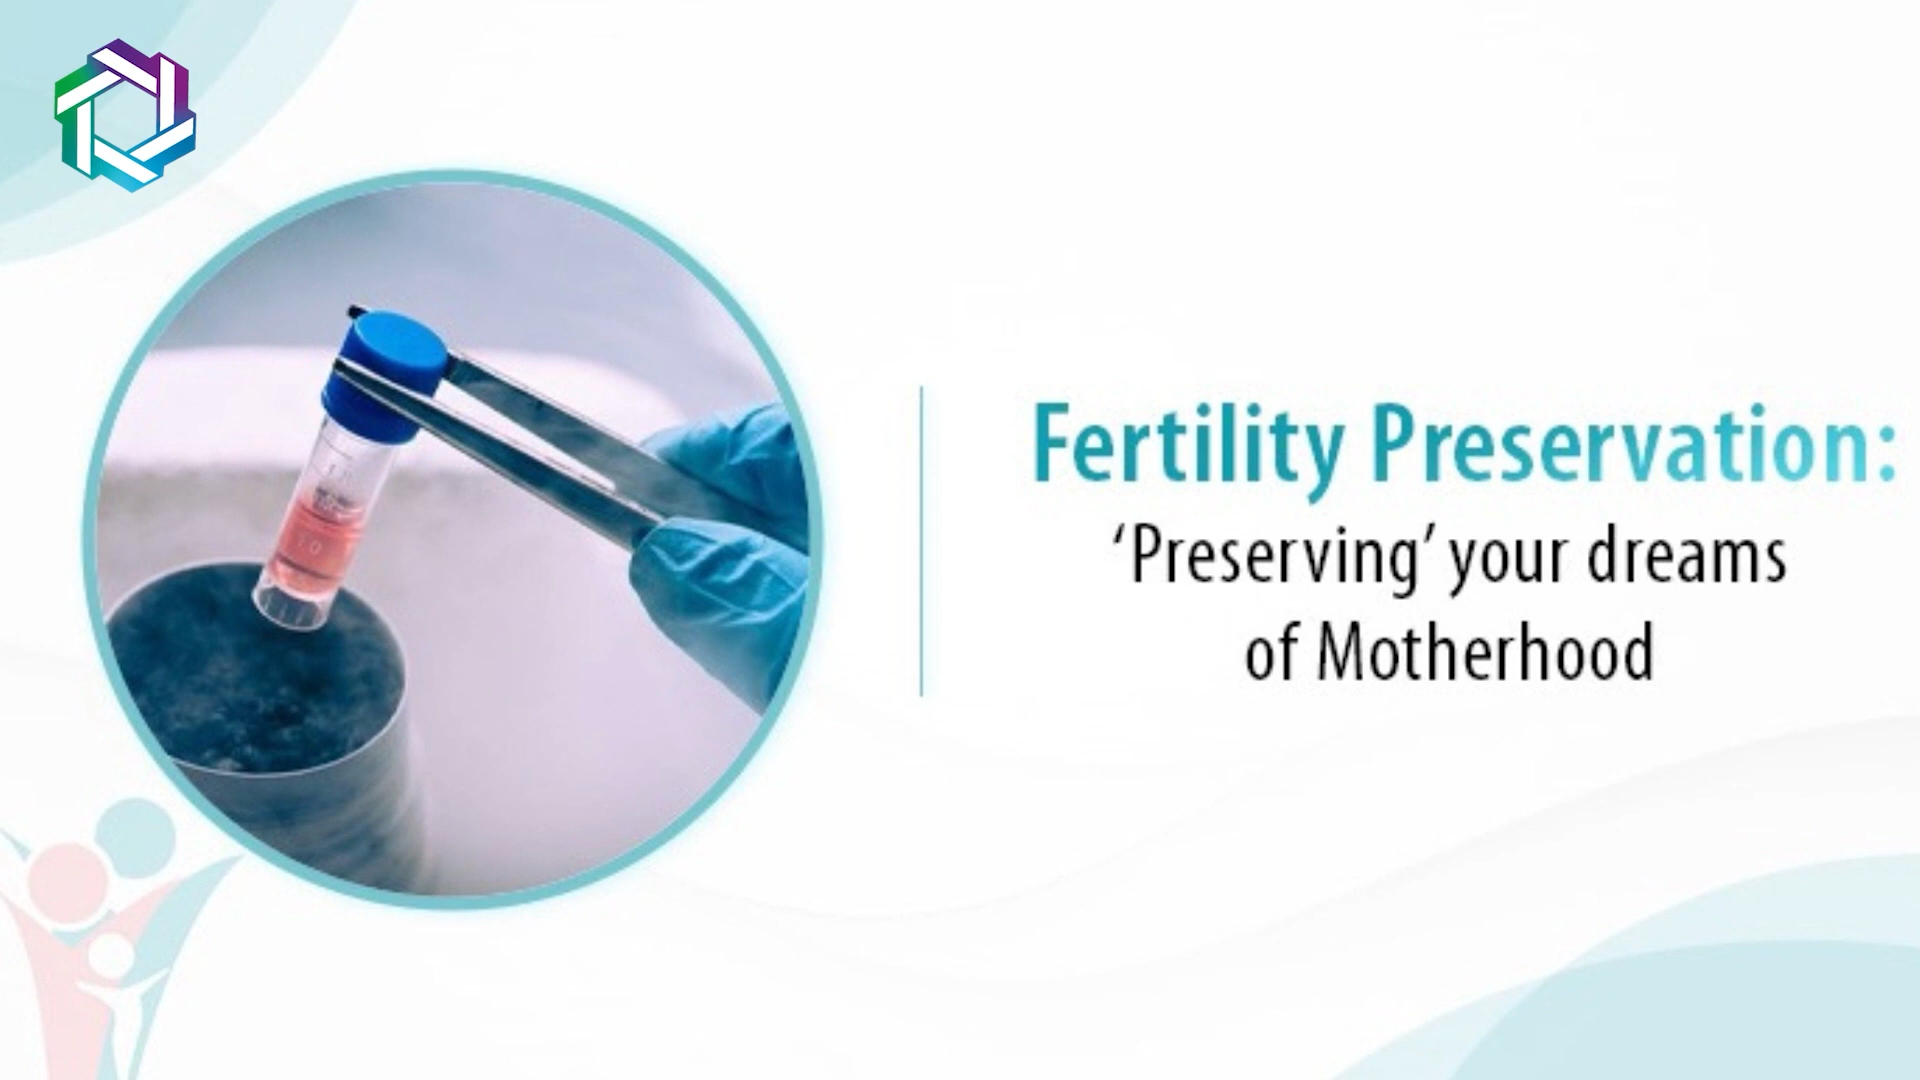 Fertility Preservation:
‘Preserving’ your dreams
of Motherhood